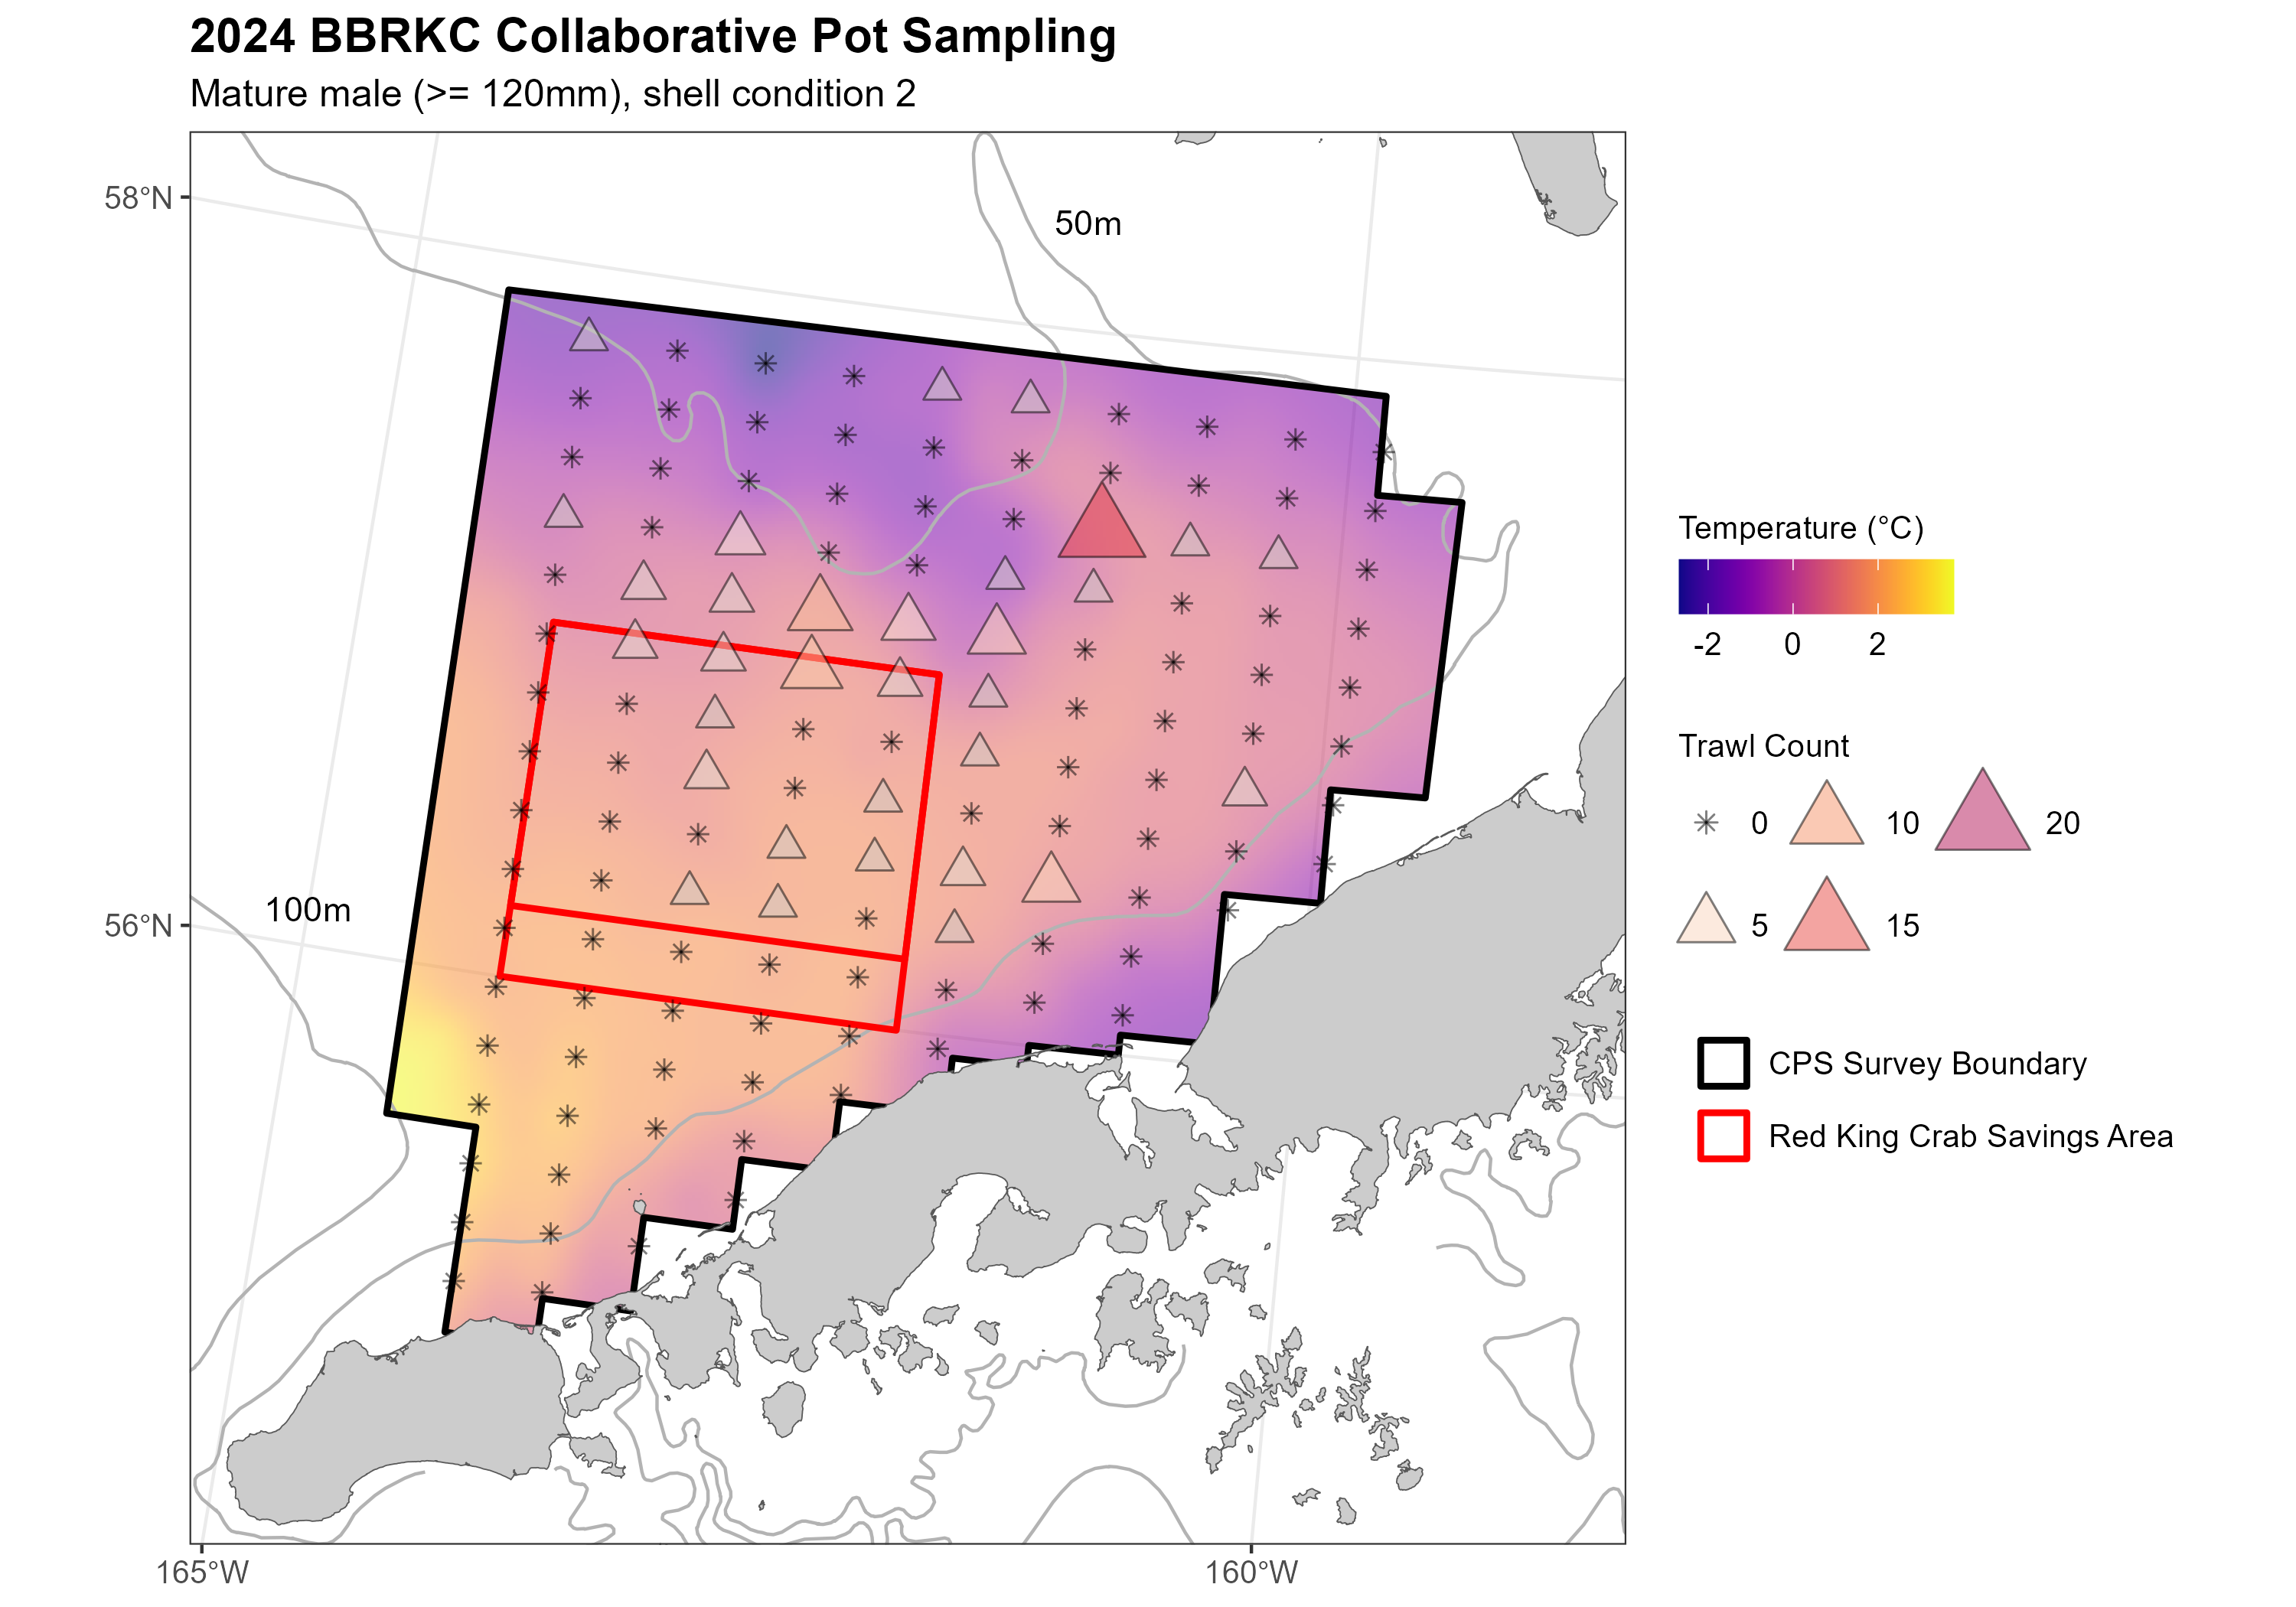 2024 BBRKC Collaborative Pot Sampling
Mature male (>= 120mm), shell condition 2
58°N
50m
Temperature (°C)
-2 0 2
Trawl Count
0 10 20
5 15
100m
56°N
CPS Survey Boundary
Red King Crab Savings Area
165°W 160°W